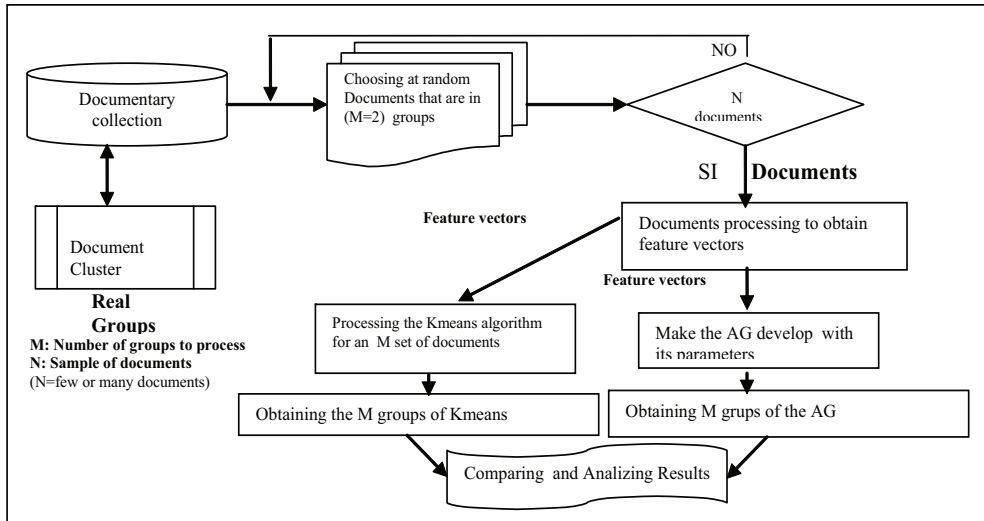 NO
Documentary
collection
Choosing at random
Documents that are in
(M=2) groups
N
documents
SI
Documents
Document
Cluster
Real
Groups
M: Number of groups to process
N: Sample of documents
(N=few or many documents)
Feature vectors
Documents processing to obtain
feature vectors
Feature vectors
Processing the Kmeans algorithm
for an M set of documents
Make the AG develop with
its parameters
Obtaining the M groups of Kmeans
Obtaining M grups of the AG
Comparing and Analizing Results